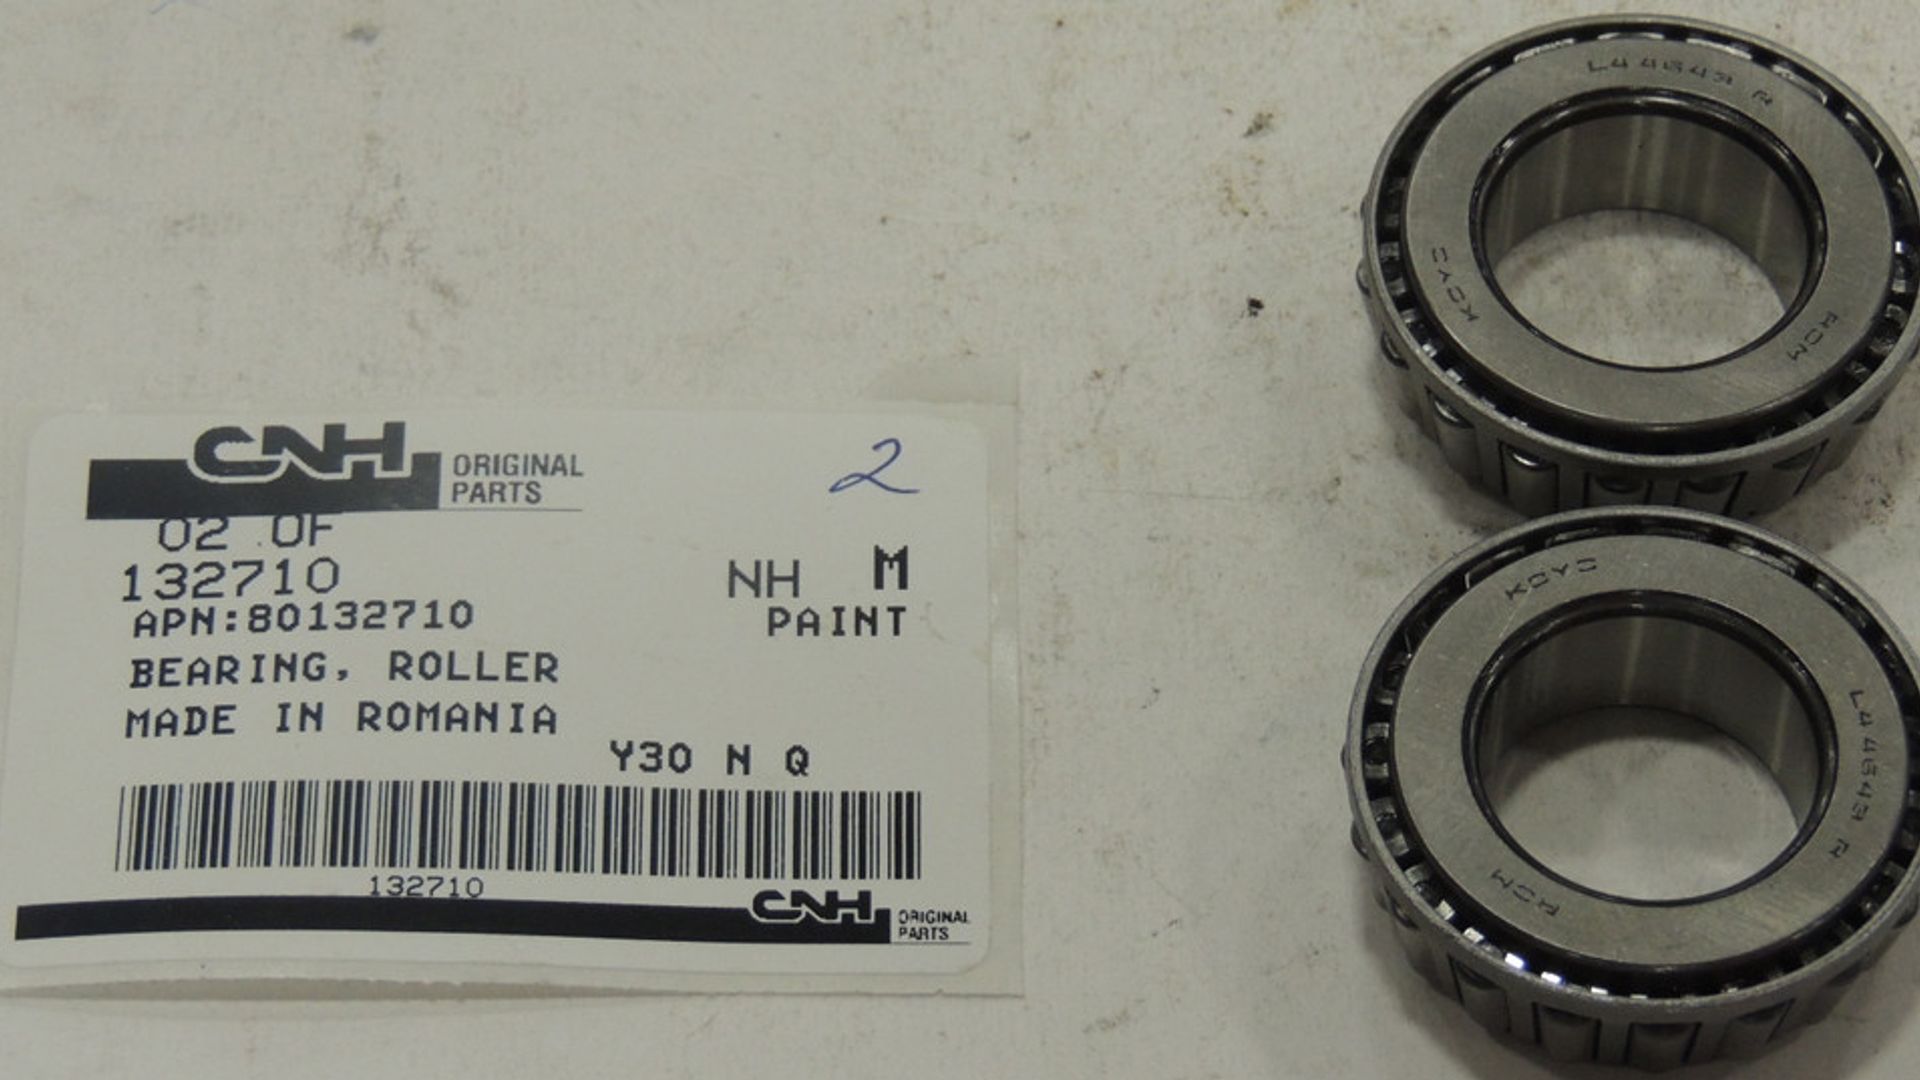 CNH ORIGINAL
PARTS
2
02 OF
132710
NH M
APN:80132710
PAINT
BEARING, ROLLER
MADE IN ROMANIA
Y30 N Q
132710
CNH ORIGINAL
PARTS
L44643 R
KOYO
ROM
KOYO
L44643 R
ROM